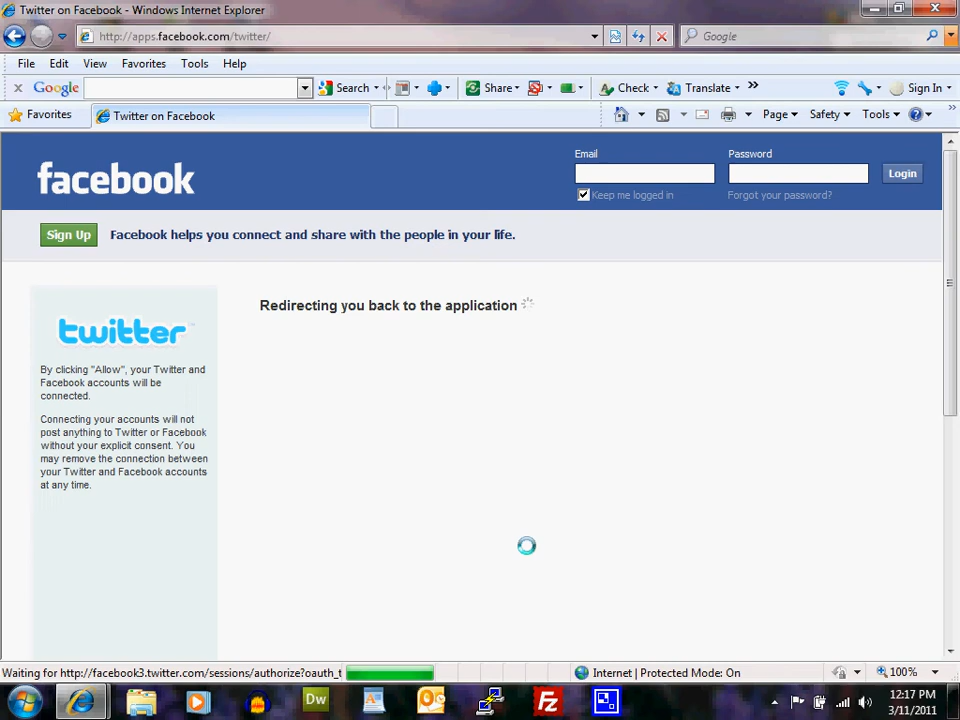 Twitter on Facebook - Windows Internet Explorer
http://apps.facebook.com/twitter/
Google
File Edit View Favorites Tools Help
Google Search Share Check Translate Sign In
Favorites Twitter on Facebook Page Safety Tools
Email Password
facebook
Login
Keep me logged in Forgot your password?
Sign Up Facebook helps you connect and share with the people in your life.
Redirecting you back to the application
twitter
By clicking "Allow", your Twitter and
Facebook accounts will be
connected.
Connecting your accounts will not
post anything to Twitter or Facebook
without your explicit consent. You
may remove the connection between
your Twitter and Facebook accounts
at any time.
Waiting for http://facebook3.twitter.com/sessions/authorize?oauth_t Internet | Protected Mode: On 100%
Dw
Fz
12:17 PM
3/11/2011